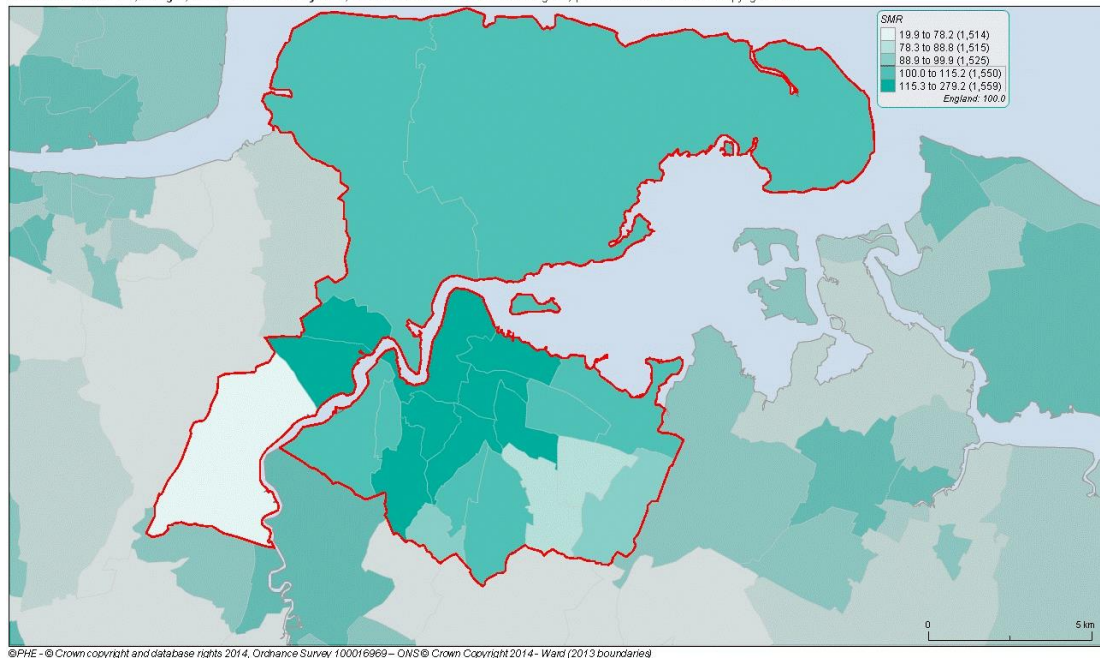 SMR
19.9 to 78.2 (1,514)
78.3 to 88.8 (1,515)
88.9 to 99.9 (1,525)
100.0 to 115.2 (1,550)
115.3 to 279.2 (1,559)
England: 100.0
0 5 km
©PHE - © Crown copyright and database rights 2014, Ordnance Survey 100016969 – ONS © Crown Copyright 2014 - Ward (2013 boundaries)